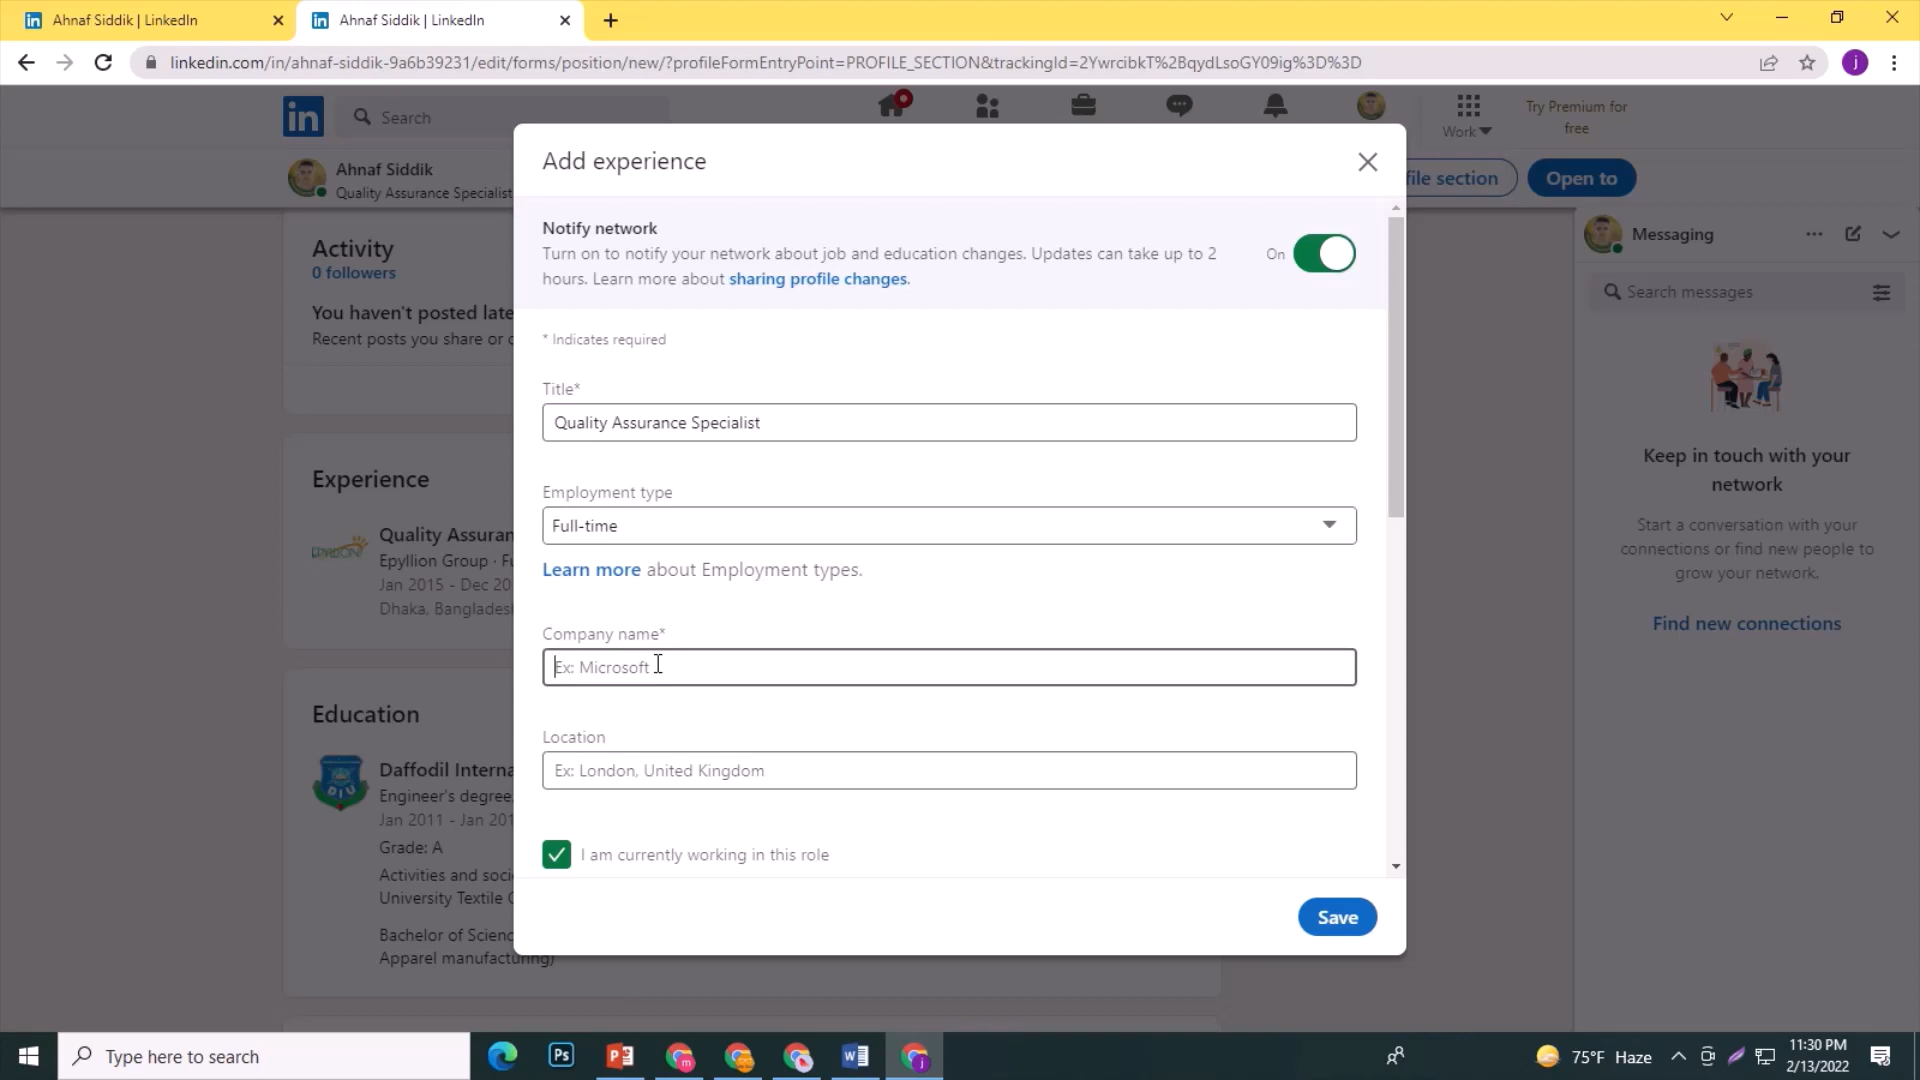 Ahnaf Siddik | LinkedIn
Ahnaf Siddik | LinkedIn
linkedin.com/in/ahnaf-siddik-9a6b39231/edit/forms/position/new/?profileFormEntryPoint=PROFILE_SECTION&trackingId=2YwrcibkT%2BqydLsoGY09ig%3D%3D
j
in
Search
Work
Try Premium for
free
Ahnaf Siddik
Quality Assurance Specialist
file section
Open to
Activity
0 followers
You haven't posted late
Recent posts you share or c
Experience
EPYLLION
Quality Assuran
Epyllion Group · Fu
Jan 2015 - Dec 20
Dhaka, Bangladesh
Education
DIU
Daffodil Interna
Engineer's degree,
Jan 2011 - Jan 201
Grade: A
Activities and soci
University Textile C
Bachelor of Scienc
Apparel manufacturing)
Add experience
Notify network
Turn on to notify your network about job and education changes. Updates can take up to 2
hours. Learn more about sharing profile changes.
On
* Indicates required
Title*
Quality Assurance Specialist
Employment type
Full-time
Learn more about Employment types.
Company name*
Ex: Microsoft
Location
Ex: London, United Kingdom
I am currently working in this role
Save
Messaging
Search messages
Keep in touch with your
network
Start a conversation with your
connections or find new people to
grow your network.
Find new connections
Type here to search
Ps
P
m
W
j
75°F Haze
11:30 PM
2/13/2022